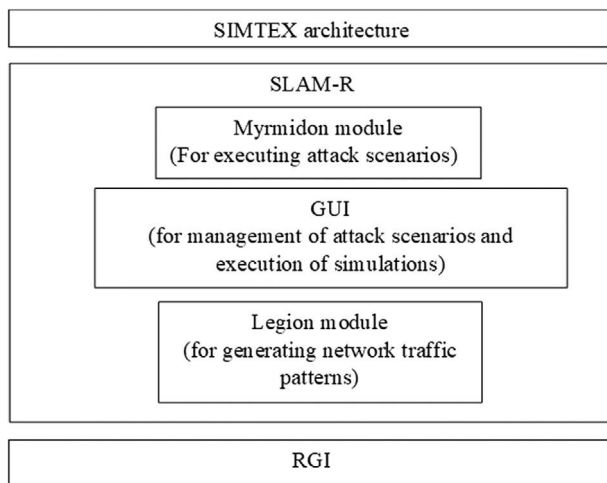 SIMTEX architecture
SLAM-R
Myrmidon module
(For executing attack scenarios)
GUI
(for management of attack scenarios and
execution of simulations)
Legion module
(for generating network traffic
patterns)
RGI